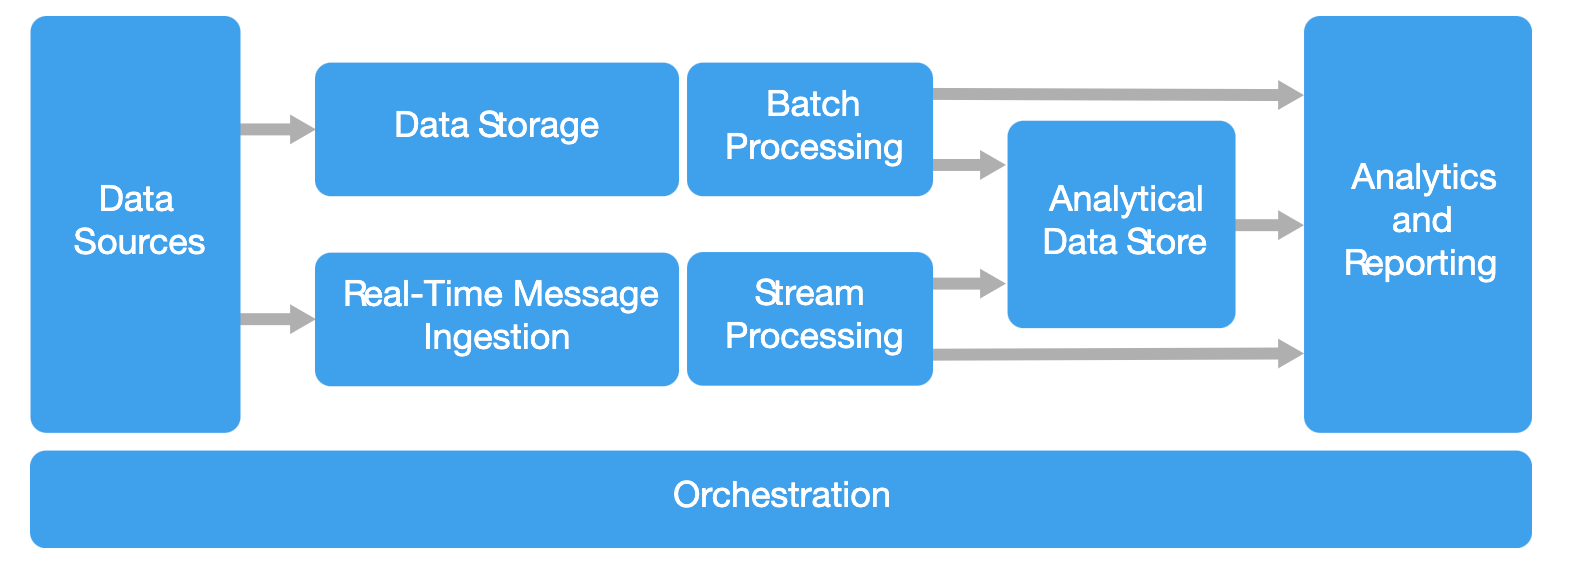 Data
Sources
Data Storage
Batch
Processing
Real-Time Message
Ingestion
Stream
Processing
Analytical
Data Store
Analytics
and
Reporting
Orchestration